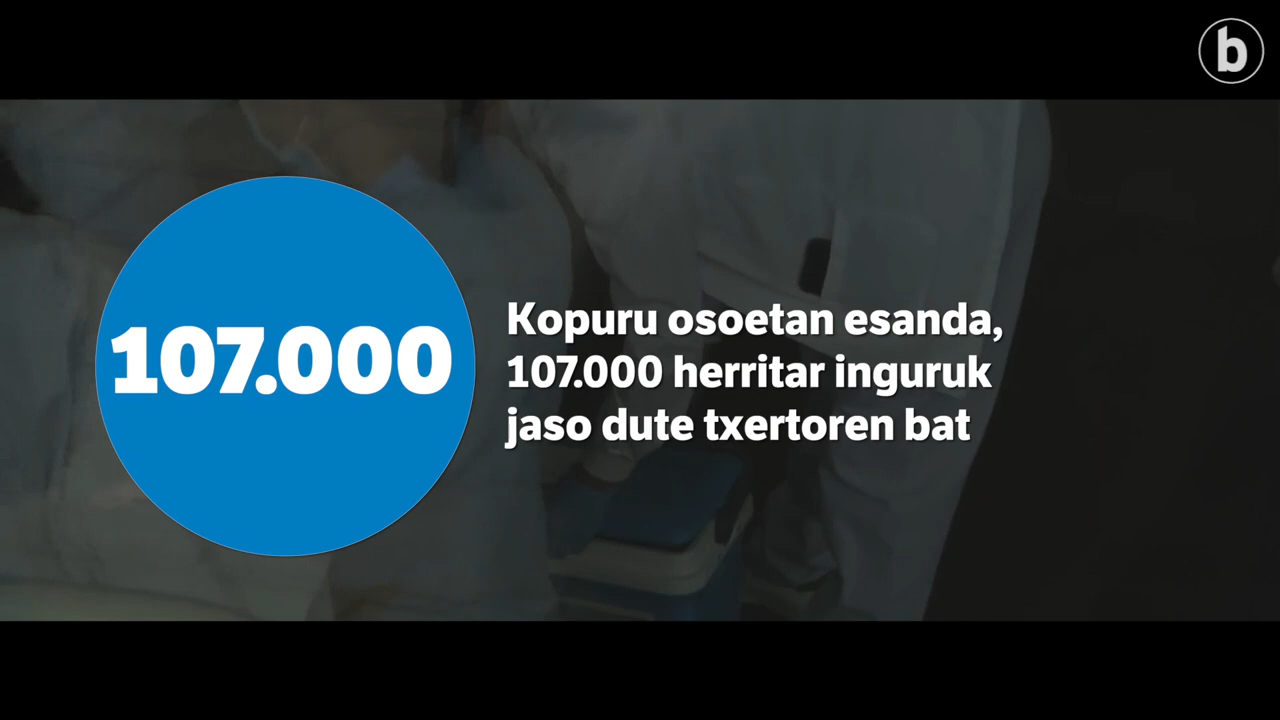 b
107.000
Kopuru osoetan esanda,
107.000 herritar inguruk
jaso dute txertoren bat